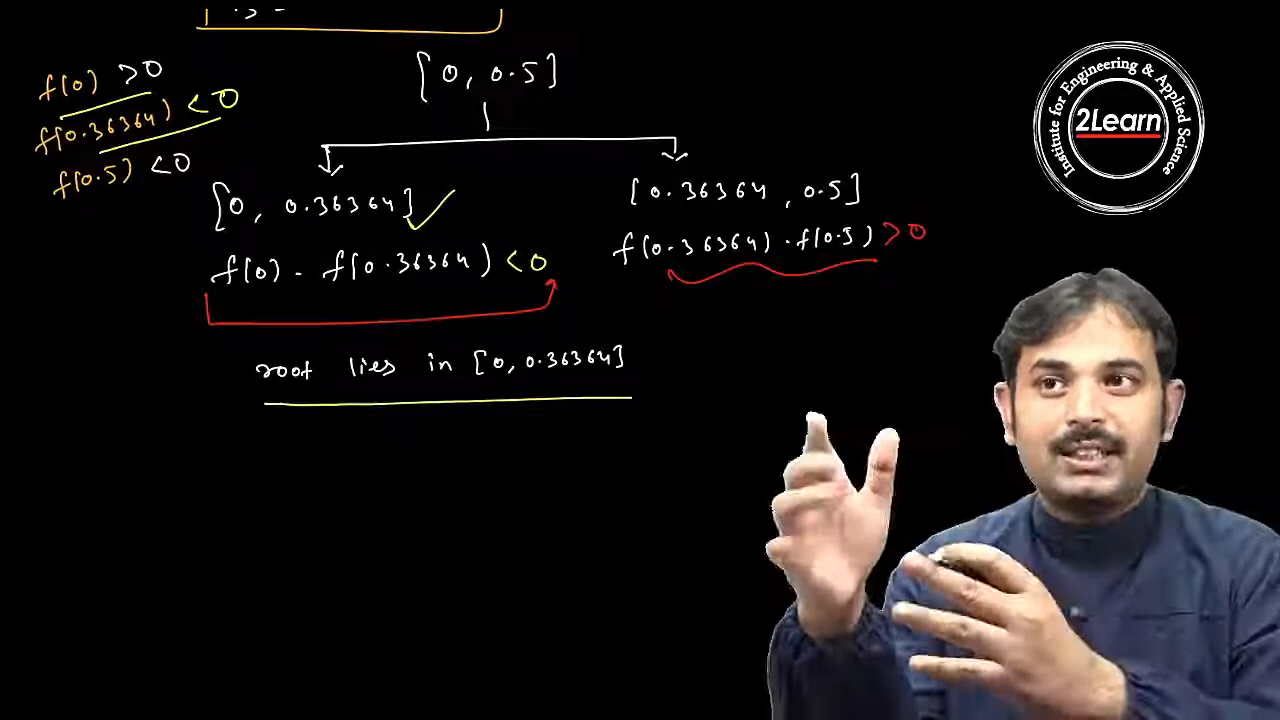 [0, 0.5]
f(0) > 0
f(0.36364) < 0
f(0.5) < 0
[0, 0.36364] ✓
[0.36364, 0.5]
f(0) - f(0.36364) < 0
f(0.36364) . f(0.5) > 0
root lies in [0, 0.36364]
Institute for Engineering & Applied Science
2Learn